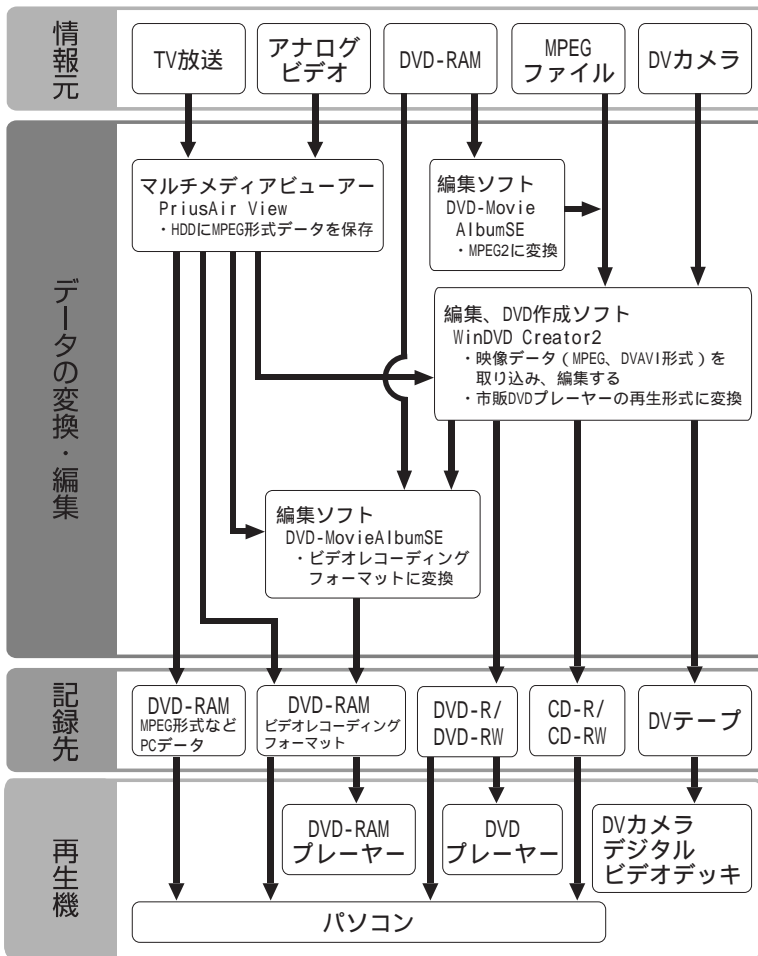 情報元
TV放送
アナログ
ビデオ
DVD-RAM
MPEG
ファイル
DVカメラ
データの変換・編集
マルチメディアビューアー
PriusAir View
・HDDにMPEG形式データを保存
編集ソフト
DVD-Movie
AlbumSE
・MPEG2に変換
編集、DVD作成ソフト
WinDVD Creator2
・映像データ（MPEG、DVAVI形式）を
取り込み、編集する
・市販DVDプレーヤーの再生形式に変換
編集ソフト
DVD-MovieAlbumSE
・ビデオレコーディング
フォーマットに変換
記録先
DVD-RAM
MPEG形式など
PCデータ
DVD-RAM
ビデオレコーディング
フォーマット
DVD-R/
DVD-RW
CD-R/
CD-RW
DVテープ
再生機
DVD-RAM
プレーヤー
DVD
プレーヤー
DVカメラ
デジタル
ビデオデッキ
パソコン